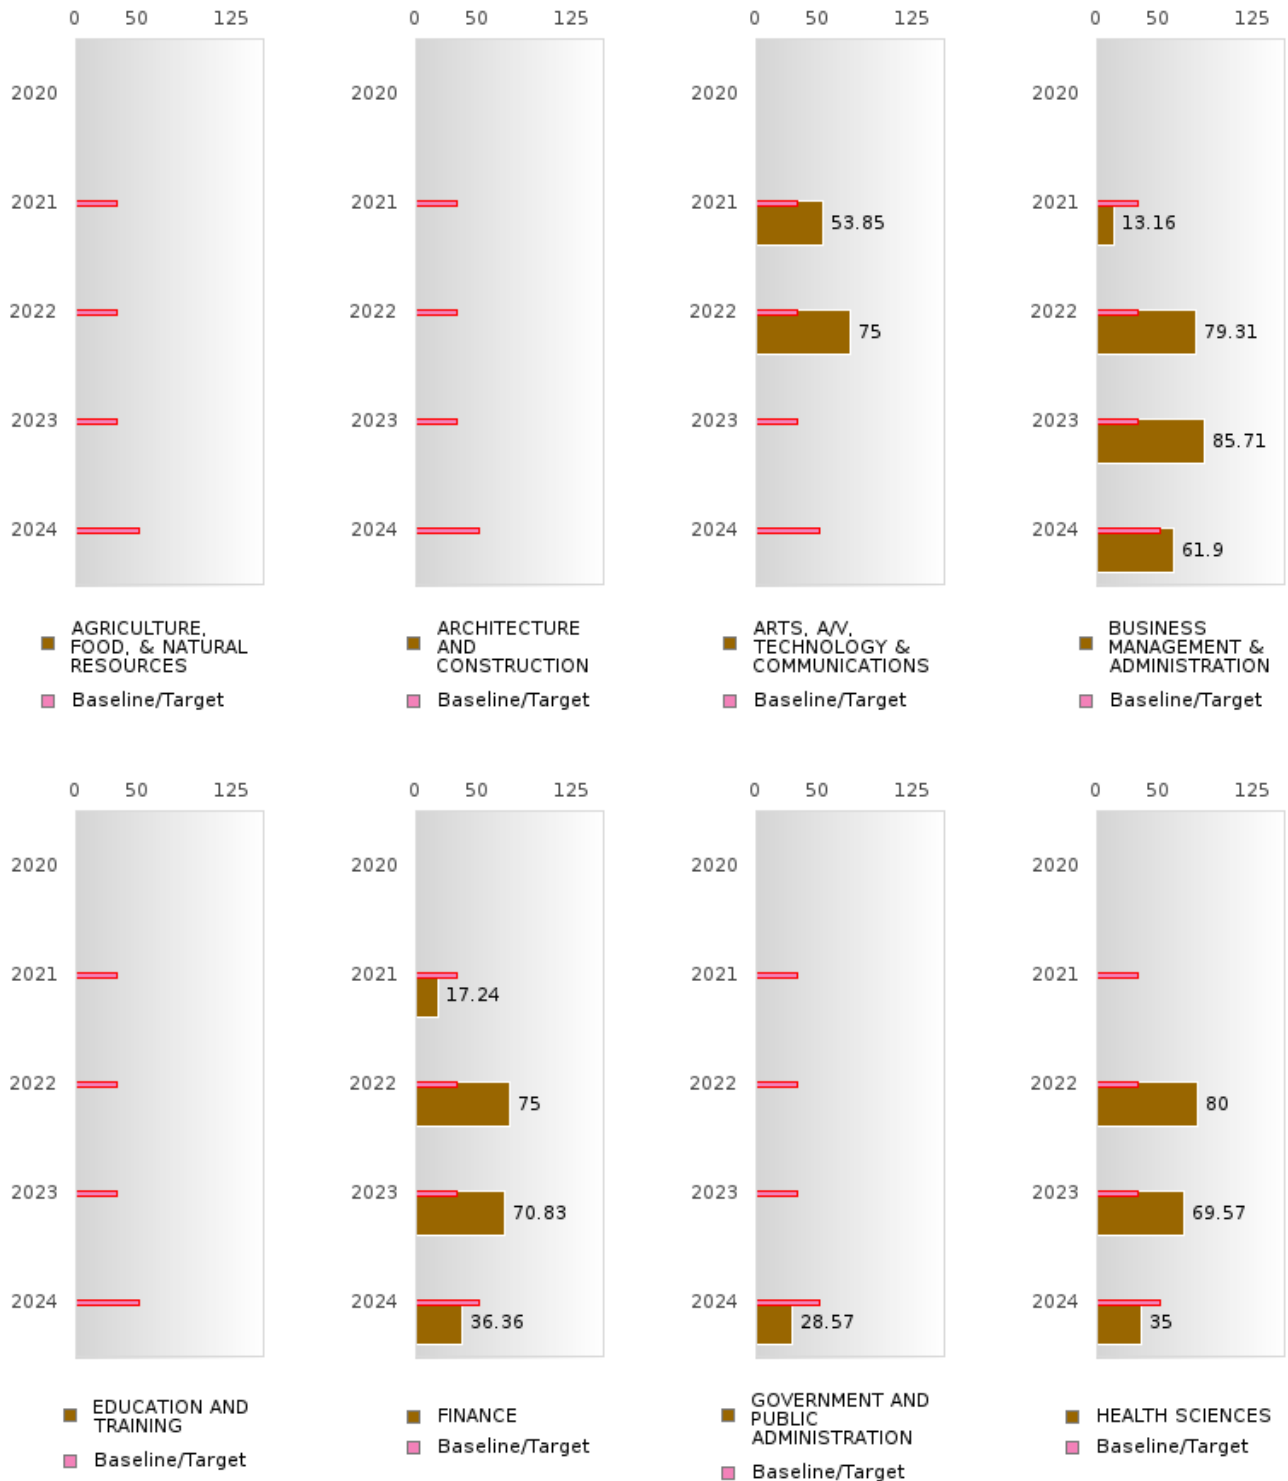 0 50 125
2020
2021
2022
2023
2024
AGRICULTURE,
FOOD, & NATURAL
RESOURCES
Baseline/Target
0 50 125
2020
2021
2022
2023
2024
ARCHITECTURE
AND
CONSTRUCTION
Baseline/Target
0 50 125
2020
2021
53.85
2022
75
2023
2024
ARTS, A/V,
TECHNOLOGY &
COMMUNICATIONS
Baseline/Target
0 50 125
2020
2021
13.16
2022
79.31
2023
85.71
2024
61.9
BUSINESS
MANAGEMENT &
ADMINISTRATION
Baseline/Target
0 50 125
2020
2021
2022
2023
2024
EDUCATION AND
TRAINING
Baseline/Target
0 50 125
2020
2021
17.24
2022
75
2023
70.83
2024
36.36
FINANCE
Baseline/Target
0 50 125
2020
2021
2022
2023
2024
28.57
GOVERNMENT AND
PUBLIC
ADMINISTRATION
Baseline/Target
0 50 125
2020
2021
2022
80
2023
69.57
2024
35
HEALTH SCIENCES
Baseline/Target